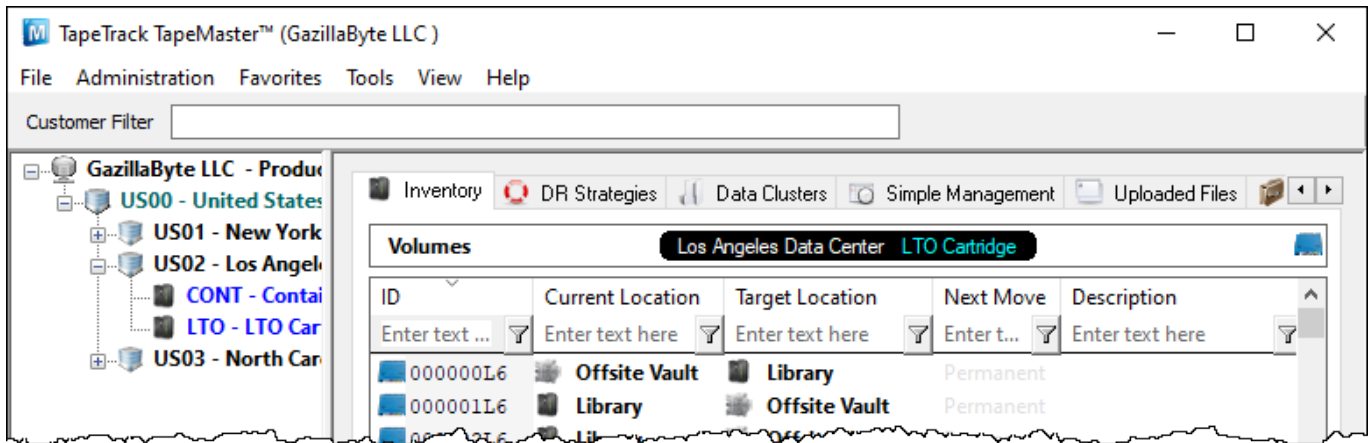 TapeTrack TapeMaster™ (GazillaByte LLC )
File Administration Favorites Tools View Help
Customer Filter
GazillaByte LLC - Produc
US00 - United States
US01 - New York
US02 - Los Angel
CONT - Contai
LTO - LTO Car
US03 - North Car
Inventory DR Strategies Data Clusters Simple Management Uploaded Files
Volumes Los Angeles Data Center LTO Cartridge
ID Current Location Target Location Next Move Description
Enter text ... Enter text here Enter text here Enter t... Enter text here
000000L6 Offsite Vault Library Permanent
000001L6 Library Offsite Vault Permanent